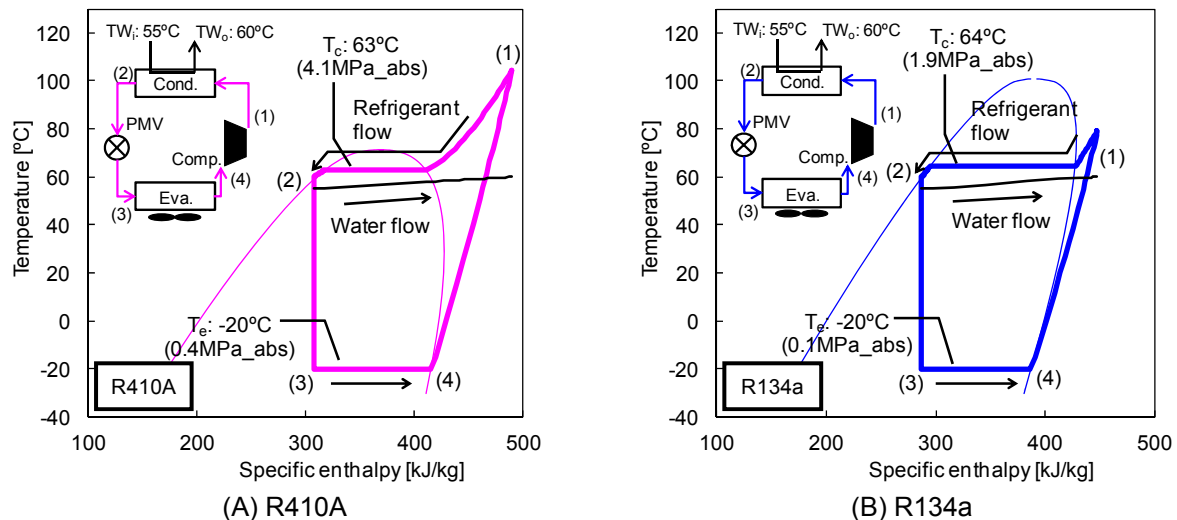 TWi: 55ºC TWo: 60ºC
(2)
Cond.
PMV
(1)
Comp.
(4)
Eva.
(3)
Tc: 63ºC
(4.1MPa_abs)
(1)
Refrigerant
flow
(2)
Water flow
Te: -20ºC
(0.4MPa_abs)
(3)
(4)
R410A
Temperature [ºC]
120
100
80
60
40
20
0
-20
-40
100 200 300 400 500
Specific enthalpy [kJ/kg]
(A) R410A
TWi: 55ºC TWo: 60ºC
(2)
Cond.
PMV
(1)
Comp.
(4)
Eva.
(3)
Tc: 64ºC
(1.9MPa_abs)
Refrigerant
flow
(1)
(2)
Water flow
Te: -20ºC
(0.1MPa_abs)
(3)
(4)
R134a
Temperature [ºC]
120
100
80
60
40
20
0
-20
-40
100 200 300 400 500
Specific enthalpy [kJ/kg]
(B) R134a